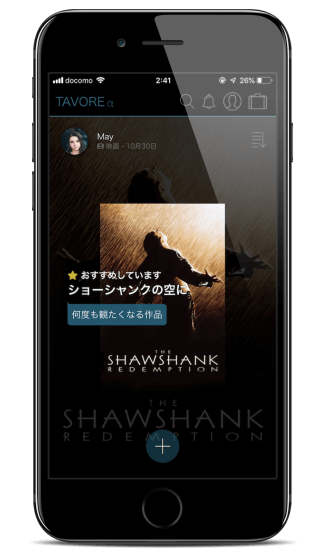 docomo
2:41
26%
TAVORE α
May
映画 - 10月30日
おすすめしています
ショーシャンクの空に
何度も観たくなる作品
THE
SHAWSHANK
REDEMPTION
THE
SHAWSHANK
REDEMPTION